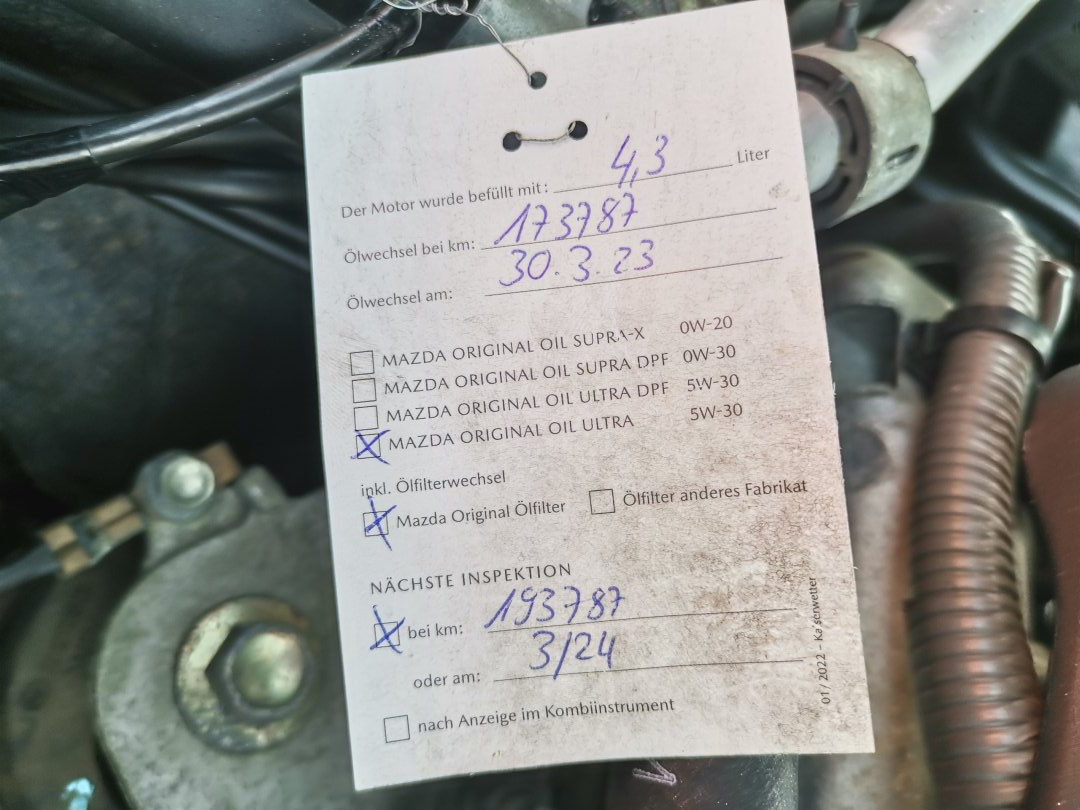 Der Motor wurde befüllt mit: 4,3 Liter
Ölwechsel bei km: 173787
Ölwechsel am: 30.3.23
MAZDA ORIGINAL OIL SUPRA-X 0W-20
MAZDA ORIGINAL OIL SUPRA DPF 0W-30
MAZDA ORIGINAL OIL ULTRA DPF 5W-30
MAZDA ORIGINAL OIL ULTRA 5W-30
inkl. Ölfilterwechsel
Mazda Original Ölfilter Ölfilter anderes Fabrikat
NÄCHSTE INSPEKTION
bei km: 193787
oder am: 3/24
nach Anzeige im Kombiinstrument
01 / 2022 - Kaiserwetter